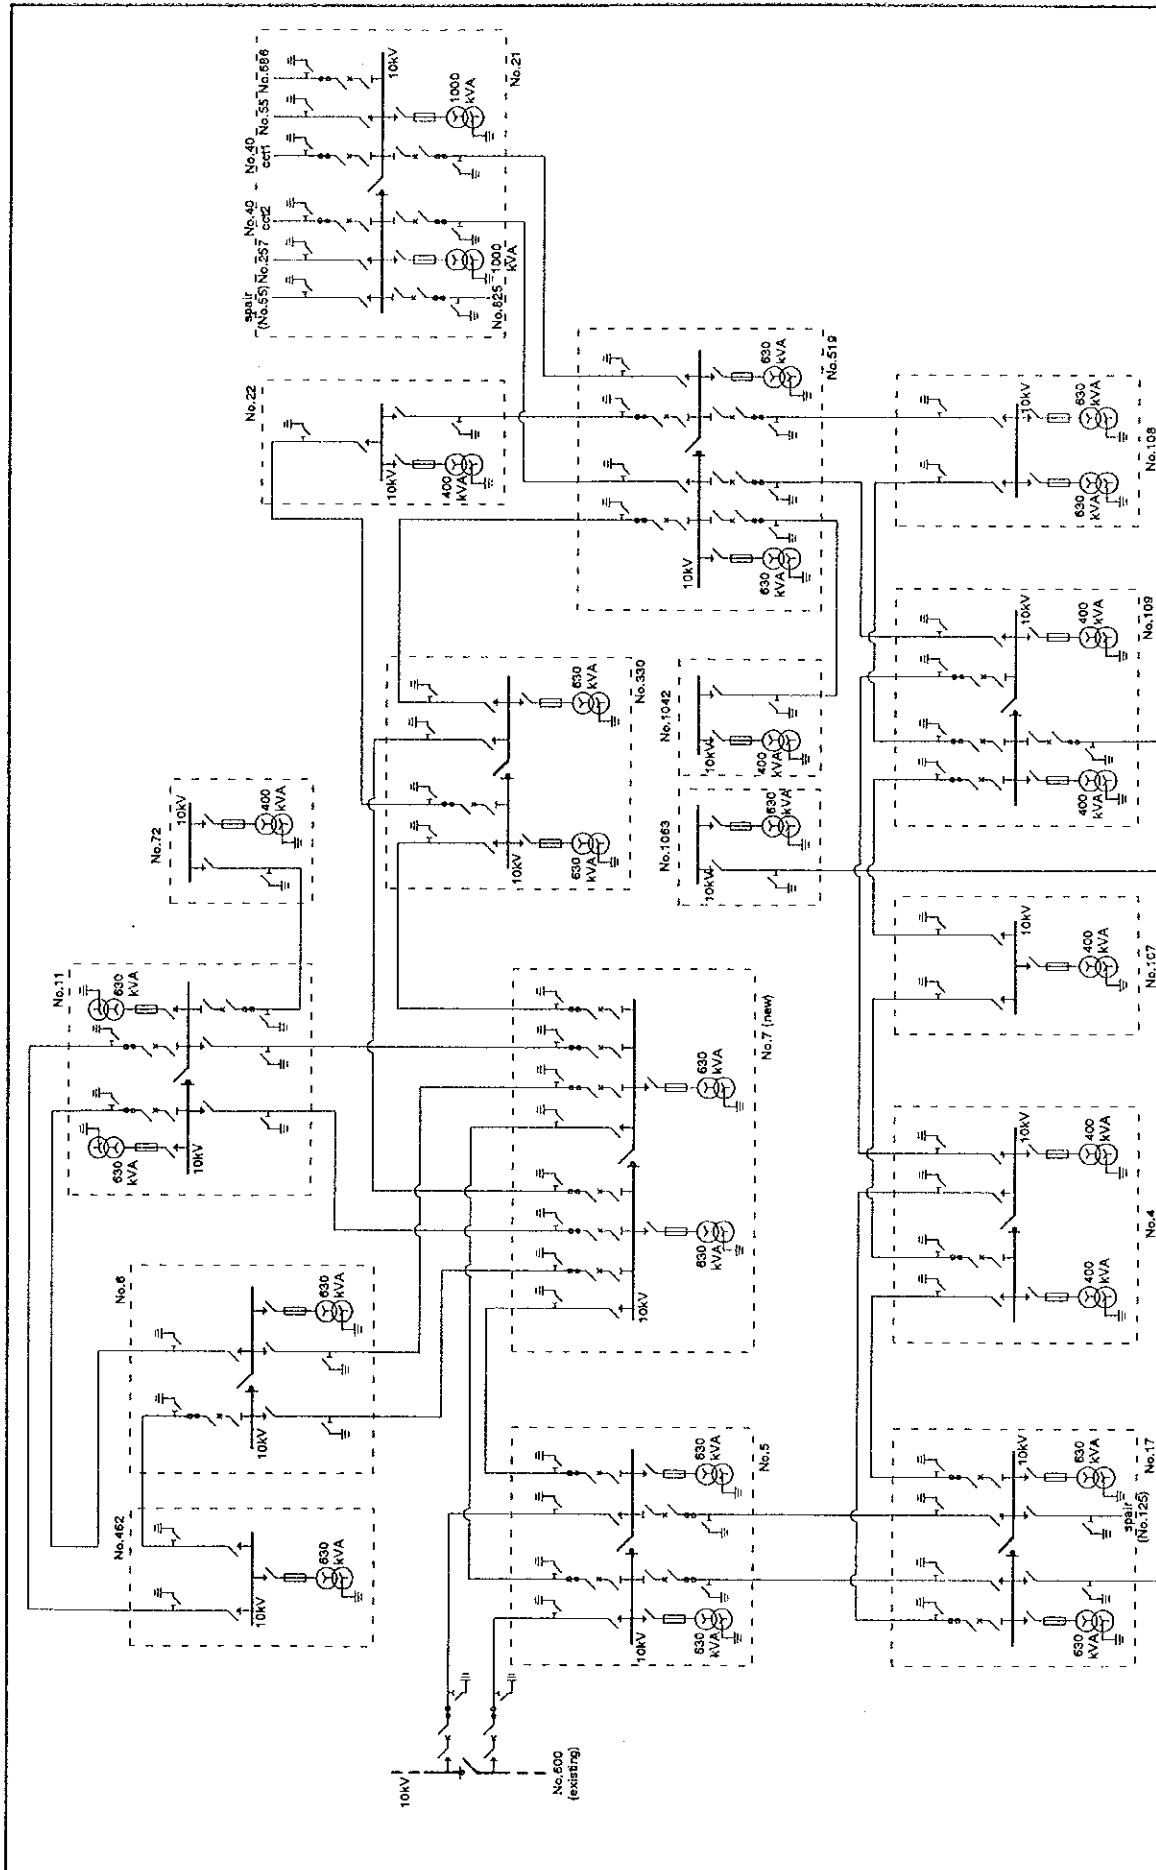 No.462
10kV
630
kVA
No.6
10kV
630
kVA
No.11
630
kVA
630
kVA
10kV
No.72
10kV
400
kVA
No.22
10kV
400
kVA
spair
(No.55)
No.257
No.40
cct2
No.40
cct1
No.55
No.586
10kV
No.825
1000
kVA
1000
kVA
No.21
10kV
No.600
(existing)
10kV
630
kVA
630
kVA
No.5
10kV
630
kVA
630
kVA
No.7 (new)
10kV
630
kVA
630
kVA
No.330
No.1063
10kV
630
kVA
No.1042
10kV
400
kVA
10kV
630
kVA
630
kVA
No.519
10kV
630
kVA
spair
(No.125)
630
kVA
No.17
10kV
400
kVA
400
kVA
No.4
10kV
400
kVA
No.107
10kV
400
kVA
400
kVA
No.109
10kV
630
kVA
630
kVA
No.108